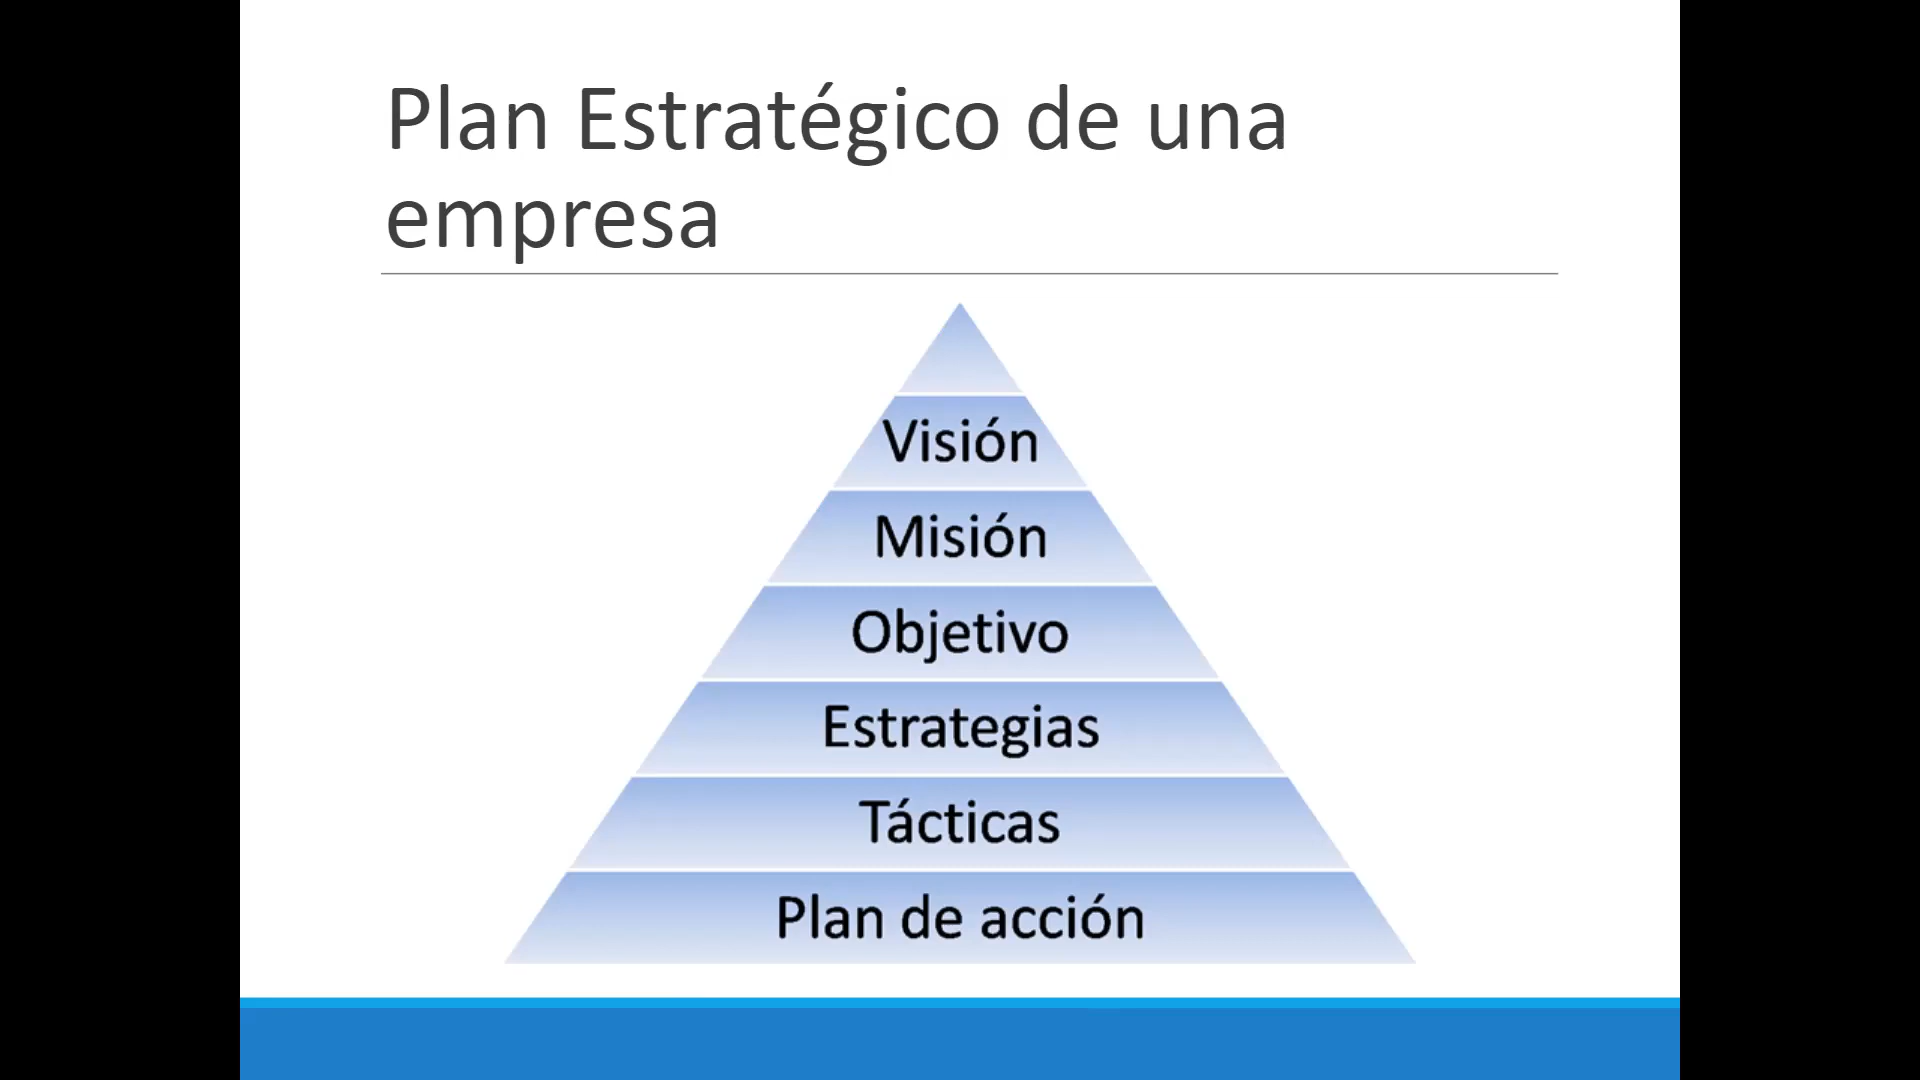 Plan Estratégico de una
empresa
Visión
Misión
Objetivo
Estrategias
Tácticas
Plan de acción